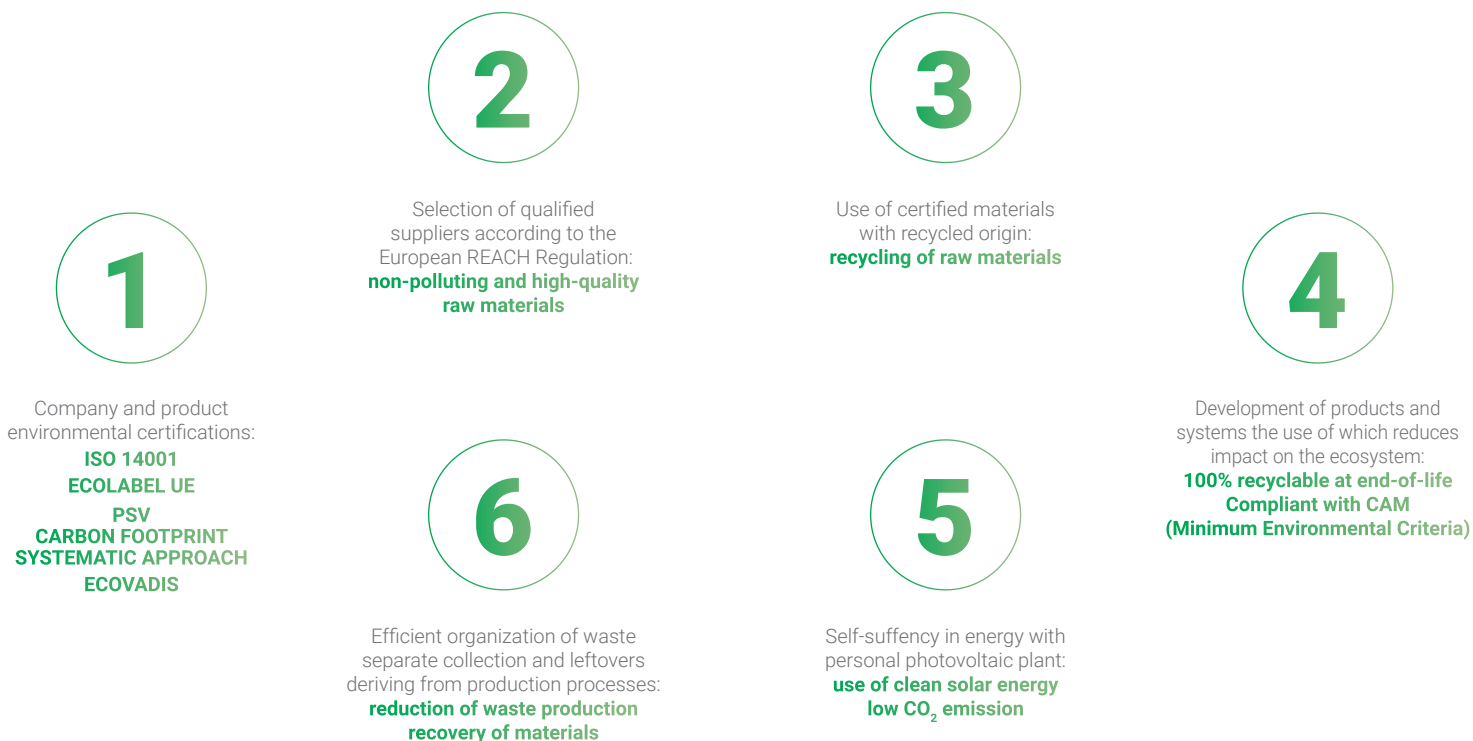 1
Company and product
environmental certifications:
ISO 14001
ECOLABEL UE
PSV
CARBON FOOTPRINT
SYSTEMATIC APPROACH
ECOVADIS
2
Selection of qualified
suppliers according to the
European REACH Regulation:
non-polluting and high-quality
raw materials
3
Use of certified materials
with recycled origin:
recycling of raw materials
4
Development of products and
systems the use of which reduces
impact on the ecosystem:
100% recyclable at end-of-life
Compliant with CAM
(Minimum Environmental Criteria)
5
Self-suffency in energy with
personal photovoltaic plant:
use of clean solar energy
low CO₂ emission
6
Efficient organization of waste
separate collection and leftovers
deriving from production processes:
reduction of waste production
recovery of materials